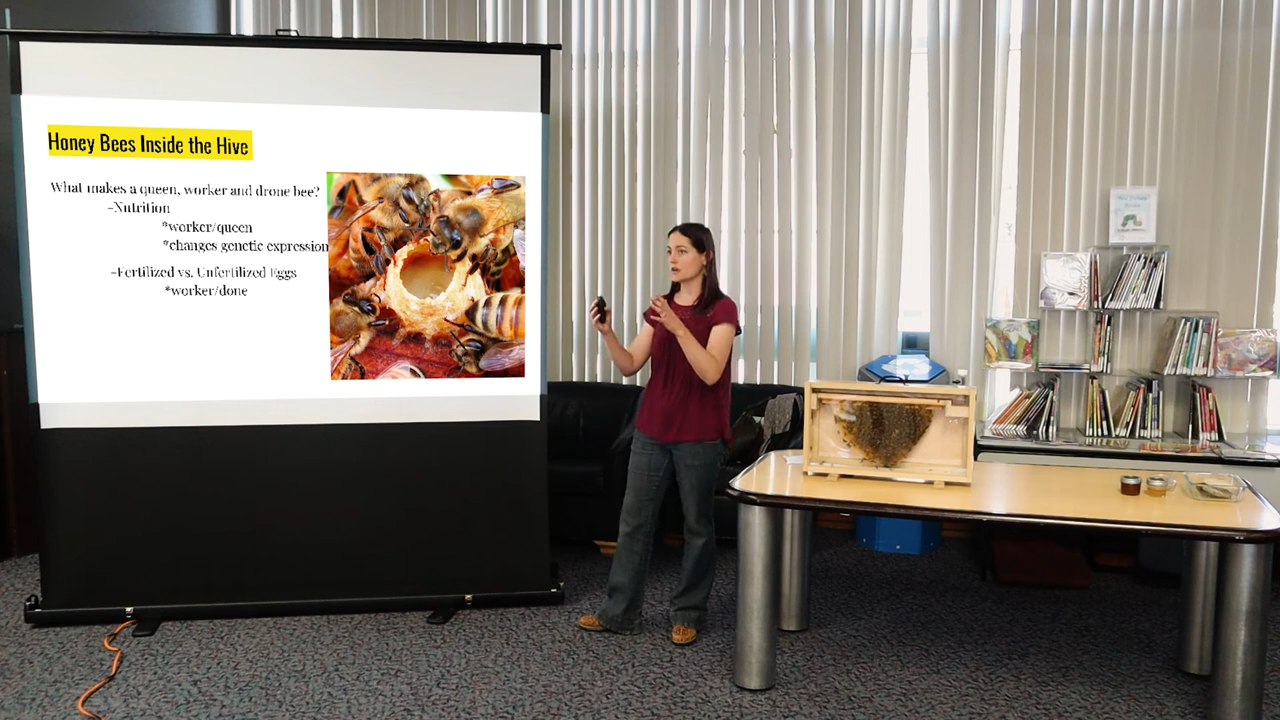 Honey Bees Inside the Hive
What makes a queen, worker and drone bee?
-Nutrition
*worker/queen
*changes genetic expression
-Fertilized vs. Unfertilized Eggs
*worker/done